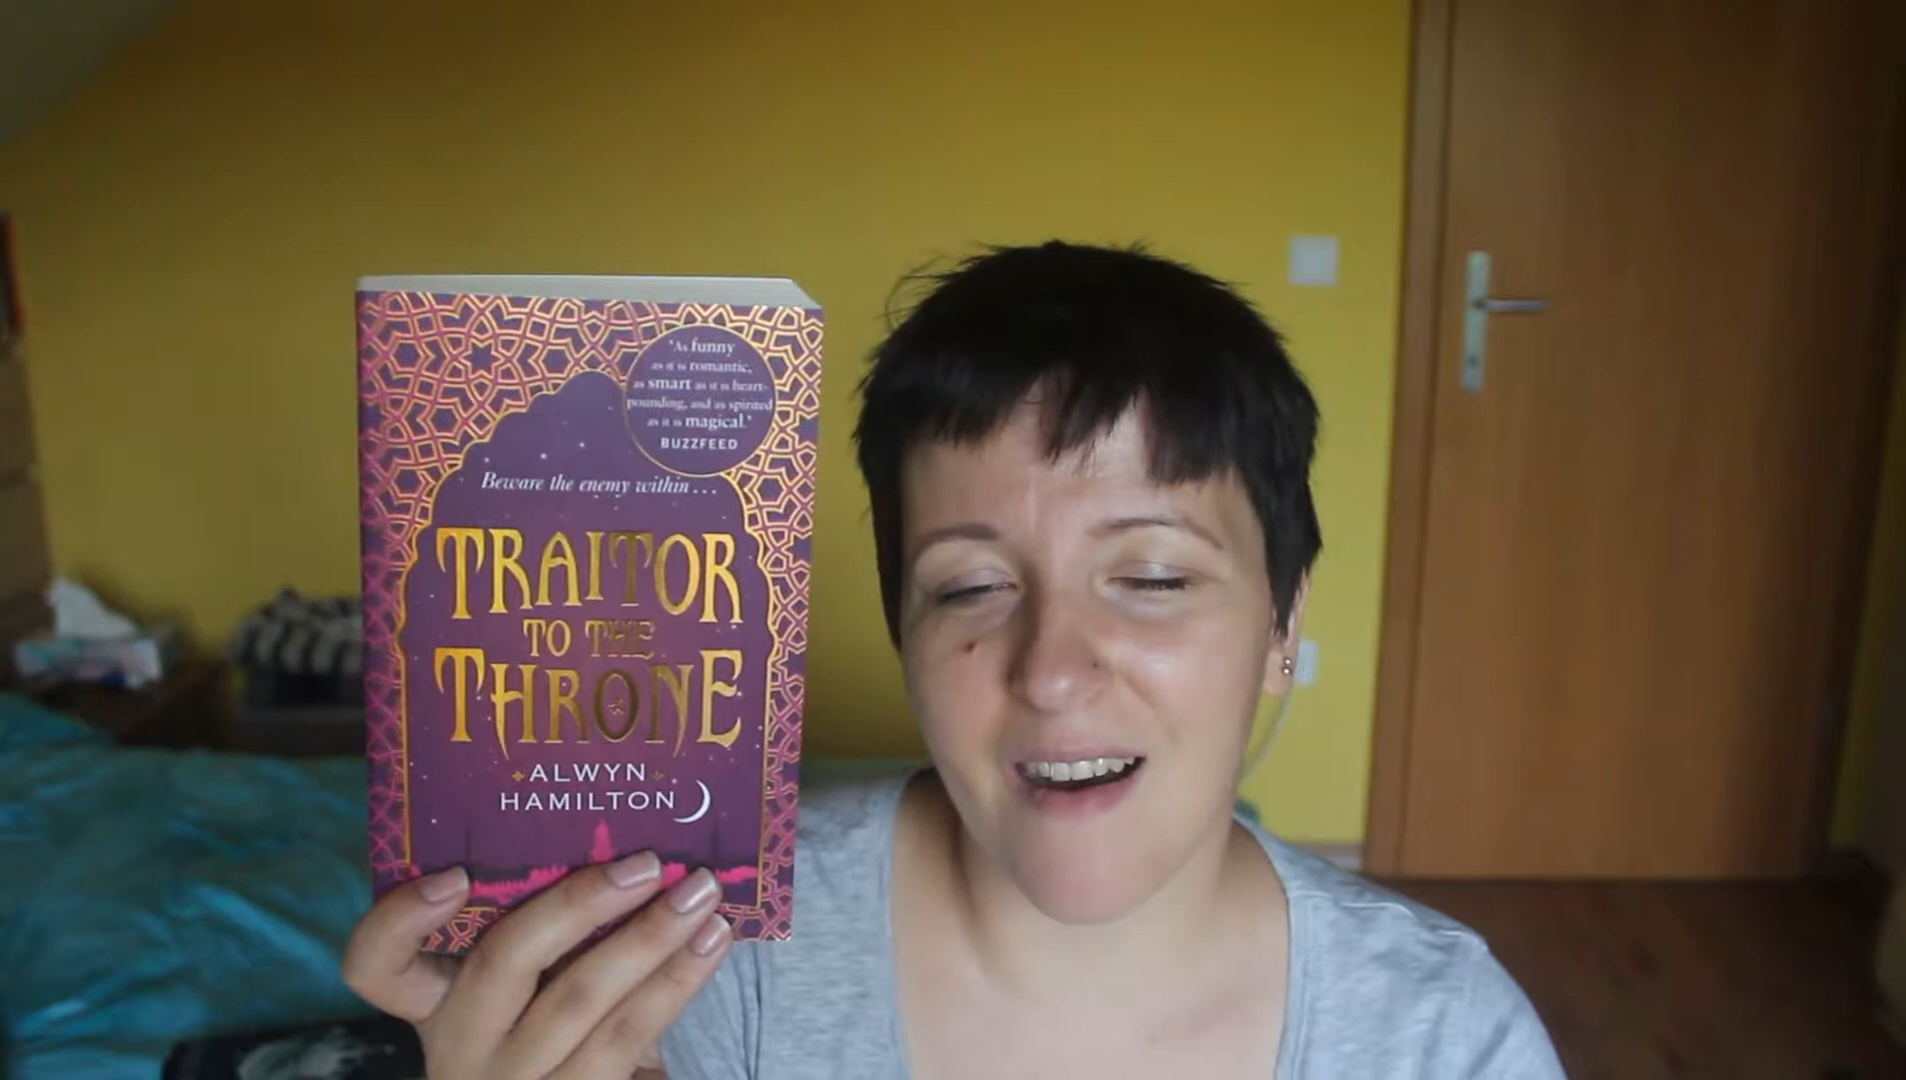 'As funny
as it is romantic,
as smart as it is heart-
pounding, and as spirited
as it is magical.'
BUZZFEED
Beware the enemy within...
TRAITOR
TO THE
THRONE
ALWYN
HAMILTON